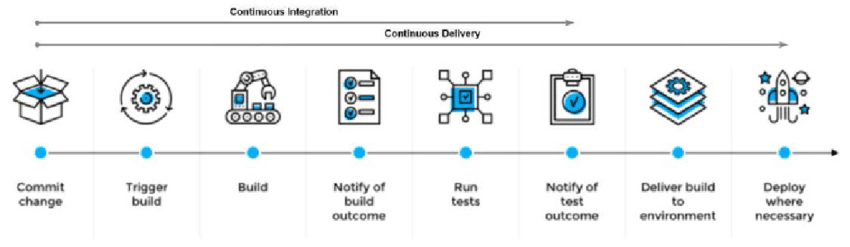 Continuous Integration
Continuous Delivery
Commit
change
Trigger
build
Build
Notify of
build
outcome
Run
tests
Notify of
test
outcome
Deliver build
to
environment
Deploy
where
necessary